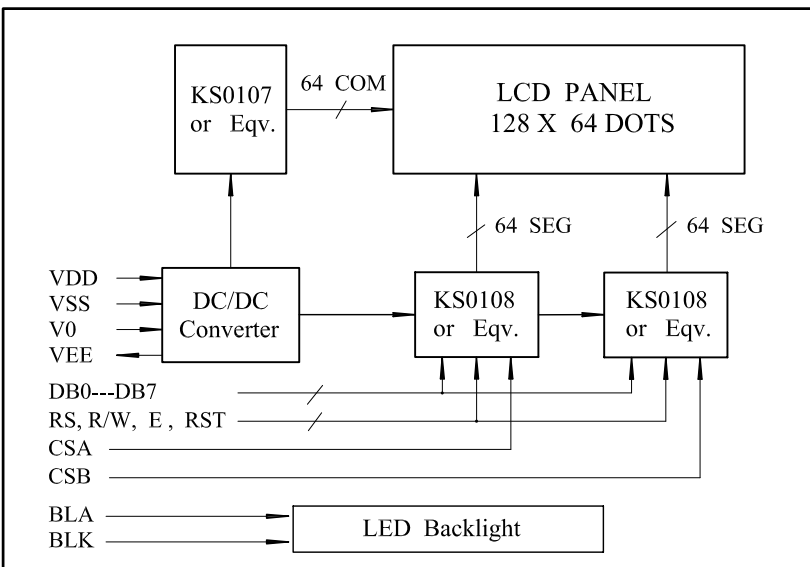 KS0107
or Eqv.
64 COM
LCD PANEL
128 X 64 DOTS
64 SEG
64 SEG
VDD
VSS
V0
VEE
DC/DC
Converter
KS0108
or Eqv.
KS0108
or Eqv.
DB0---DB7
RS, R/W, E , RST
CSA
CSB
BLA
BLK
LED Backlight